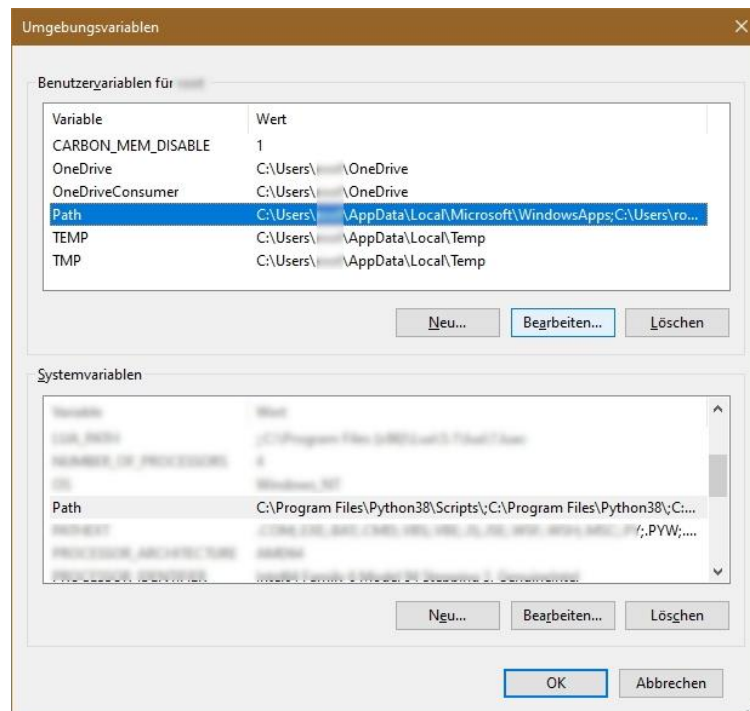 Umgebungsvariablen
Benutzervariablen für
Variable Wert
CARBON_MEM_DISABLE 1
OneDrive C:\Users\ \OneDrive
OneDriveConsumer C:\Users\ \OneDrive
Path C:\Users\ \AppData\Local\Microsoft\WindowsApps;C:\Users\ro...
TEMP C:\Users\ \AppData\Local\Temp
TMP C:\Users\ \AppData\Local\Temp
Neu... Bearbeiten... Löschen
Systemvariablen
Path C:\Program Files\Python38\Scripts\;C:\Program Files\Python38\;C:...
;.PYW;....
Neu... Bearbeiten... Löschen
OK Abbrechen